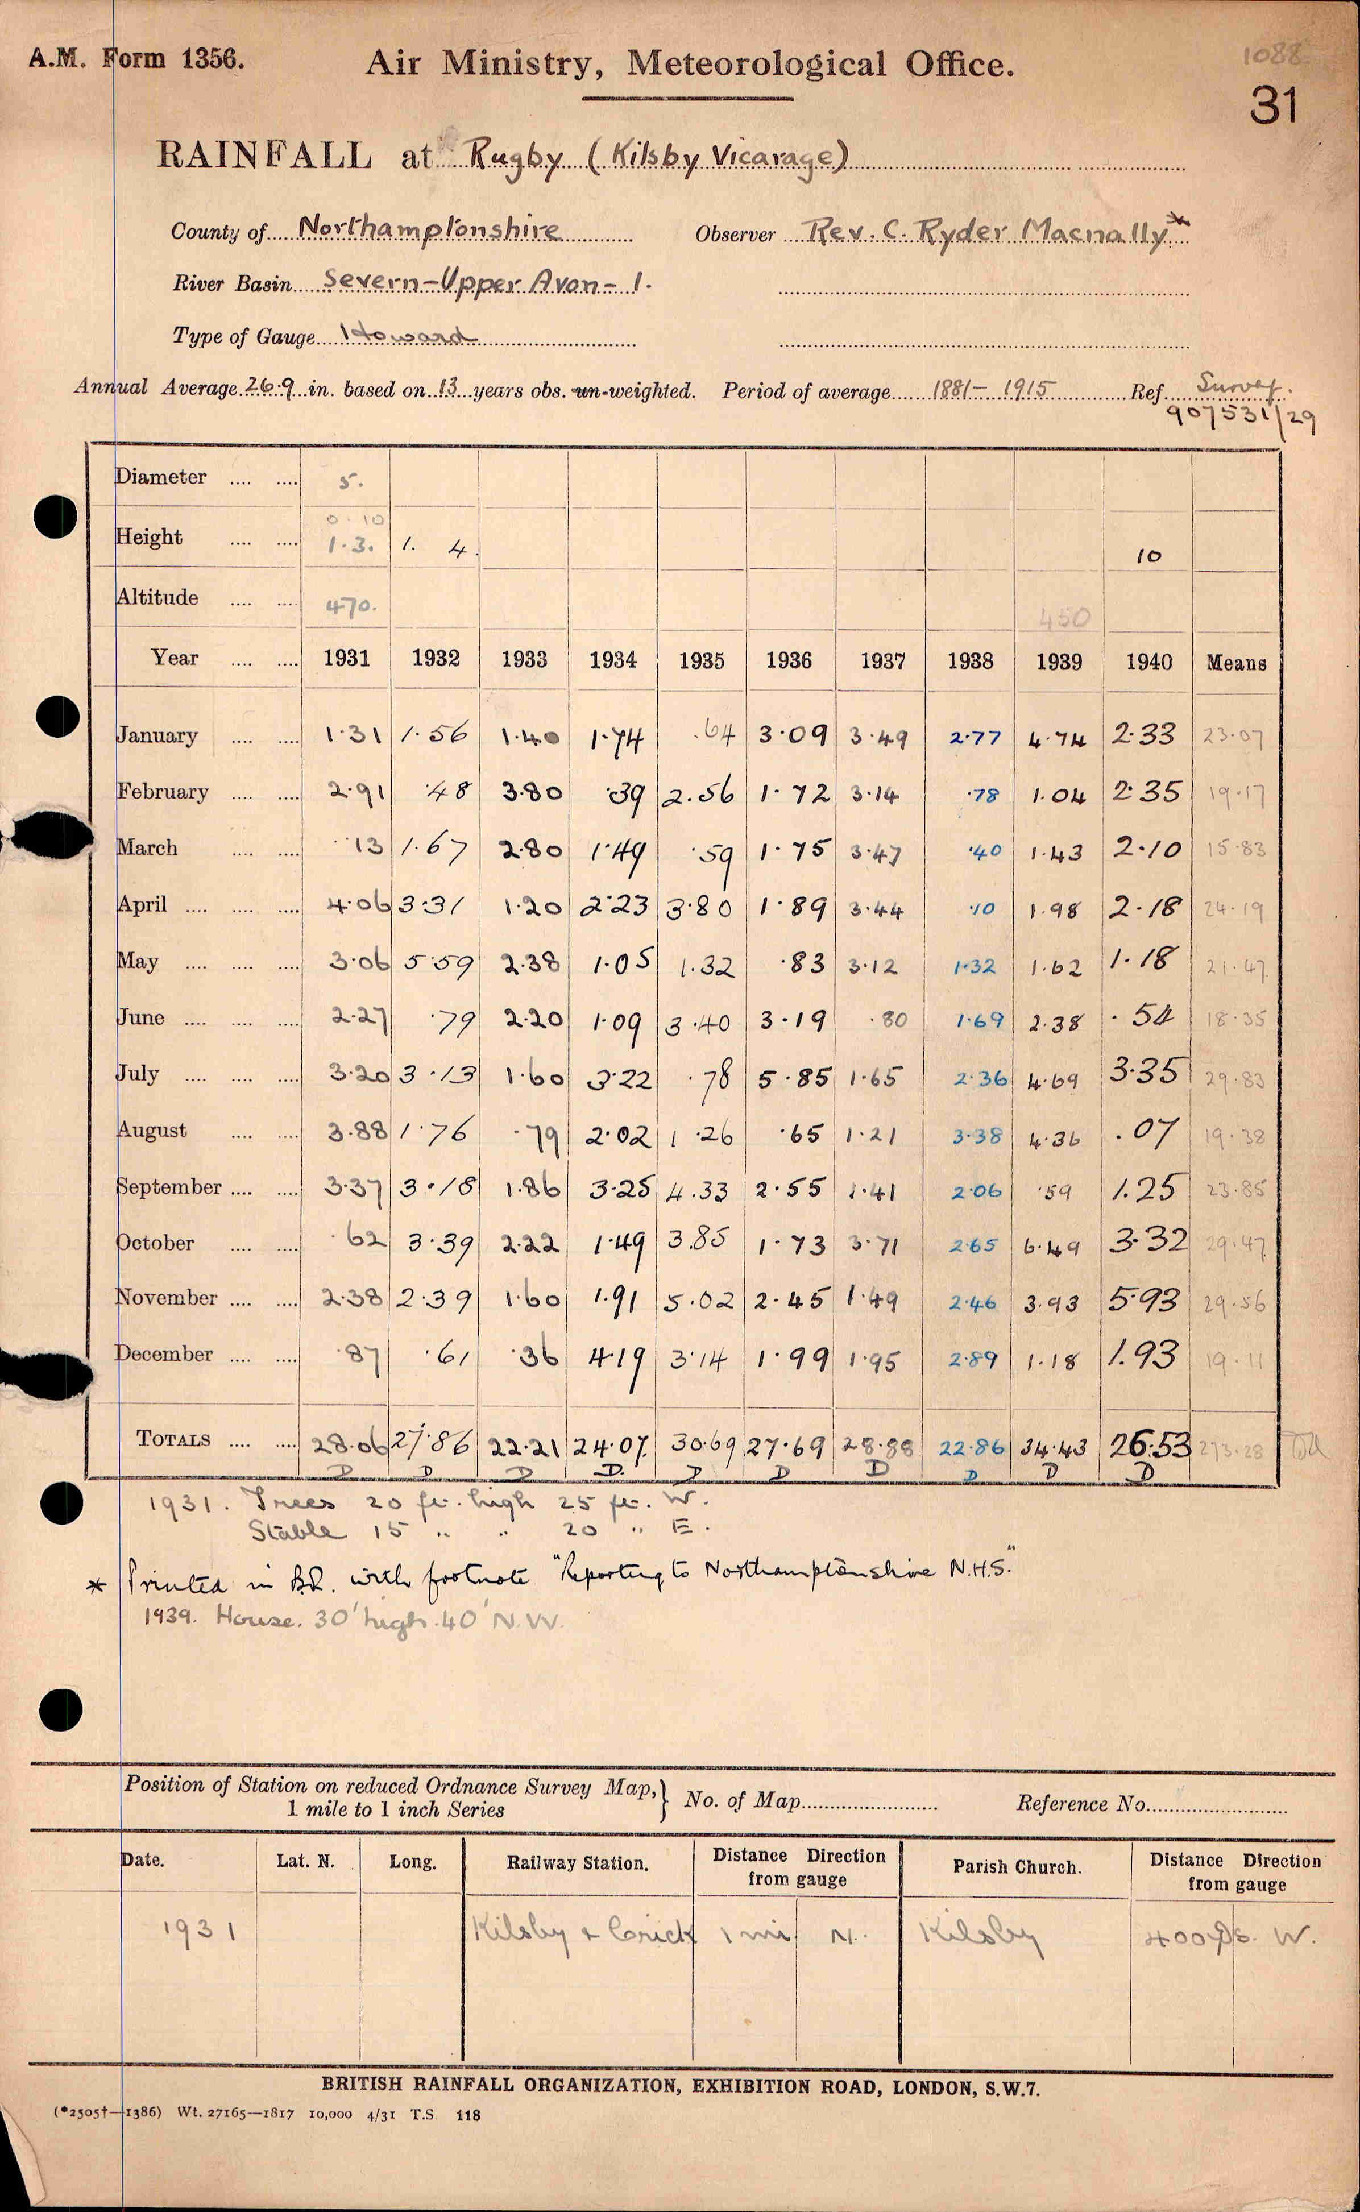 A.M. Form 1356.
Air Ministry, Meteorological Office.
1088
31
RAINFALL at Rugby (Kilsby Vicarage)
County of Northamptonshire Observer Rev. C. Ryder Macnally*
River Basin Severn-Upper Avon-1.
Type of Gauge Howard
Annual Average 26.9 in. based on 13 years obs. un-weighted. Period of average 1881-1915 Ref. Survey.
907531/29
Diameter 5.
0.10
Height 1.3. 1. 4. 10
Altitude 470. 450
Year 1931 1932 1933 1934 1935 1936 1937 1938 1939 1940 Means
January 1.31 1.56 1.40 1.74 .64 3.09 3.49 2.77 4.74 2.33 23.07
February 2.91 .48 3.80 .39 2.56 1.72 3.14 .78 1.04 2.35 19.17
March .13 1.67 2.80 1.49 .59 1.75 3.47 .40 1.43 2.10 15.83
April 4.06 3.31 1.20 2.23 3.80 1.89 3.44 .10 1.98 2.18 24.19
May 3.06 5.59 2.38 1.05 1.32 .83 3.12 1.32 1.62 1.18 21.47
June 2.27 .79 2.20 1.09 3.40 3.19 .80 1.69 2.38 .54 18.35
July 3.20 3.13 1.60 3.22 .78 5.85 1.65 2.36 4.69 3.35 29.83
August 3.88 1.76 .79 2.02 1.26 .65 1.21 3.38 4.36 .07 19.38
September 3.37 3.18 1.86 3.25 4.33 2.55 1.41 2.06 .59 1.25 23.85
October .62 3.39 2.22 1.49 3.85 1.73 3.71 2.65 6.49 3.32 29.47
November 2.38 2.39 1.60 1.91 5.02 2.45 1.49 2.46 3.93 5.93 29.56
December .87 .61 .36 4.19 3.14 1.99 1.95 2.89 1.18 1.93 19.11
TOTALS 28.06 27.86 22.21 24.07 30.69 27.69 28.88 22.86 34.43 26.53 273.28
D D D D. D D D D D D
1931. Trees 20 ft. high 25 ft. W.
Stable 15 " " 20 " E.
* Printed in B.R. with footnote "Reporting to Northamptonshire N.H.S."
1939. House. 30' high. 40' N.W.
Position of Station on reduced Ordnance Survey Map, } No. of Map Reference No.
1 mile to 1 inch Series
Date. Lat. N. Long. Railway Station. Distance Direction from gauge Parish Church. Distance Direction from gauge
1931 Kilsby + Crick 1 mi N. Kilsby 400 yds. W.
BRITISH RAINFALL ORGANIZATION, EXHIBITION ROAD, LONDON, S.W.7.
(*2505†—1386) Wt. 27165—1817 10,000 4/31 T.S 118